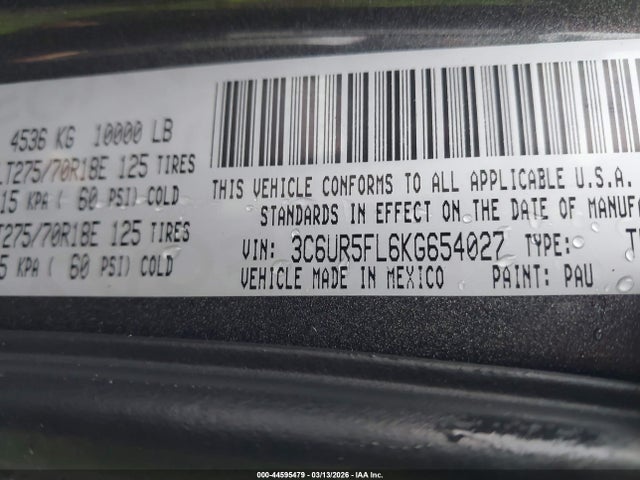 4536 KG 10000 LB
LT275/70R18E 125 TIRES
15 KPA ( 60 PSI) COLD
T275/70R18E 125 TIRES
5 KPA ( 60 PSI) COLD
THIS VEHICLE CONFORMS TO ALL APPLICABLE U.S.A.
STANDARDS IN EFFECT ON THE DATE OF MANUFA
VIN: 3C6UR5FL6KG654027 TYPE: T
VEHICLE MADE IN MEXICO PAINT: PAU
000-44595479 - 03/13/2026 - IAA Inc.